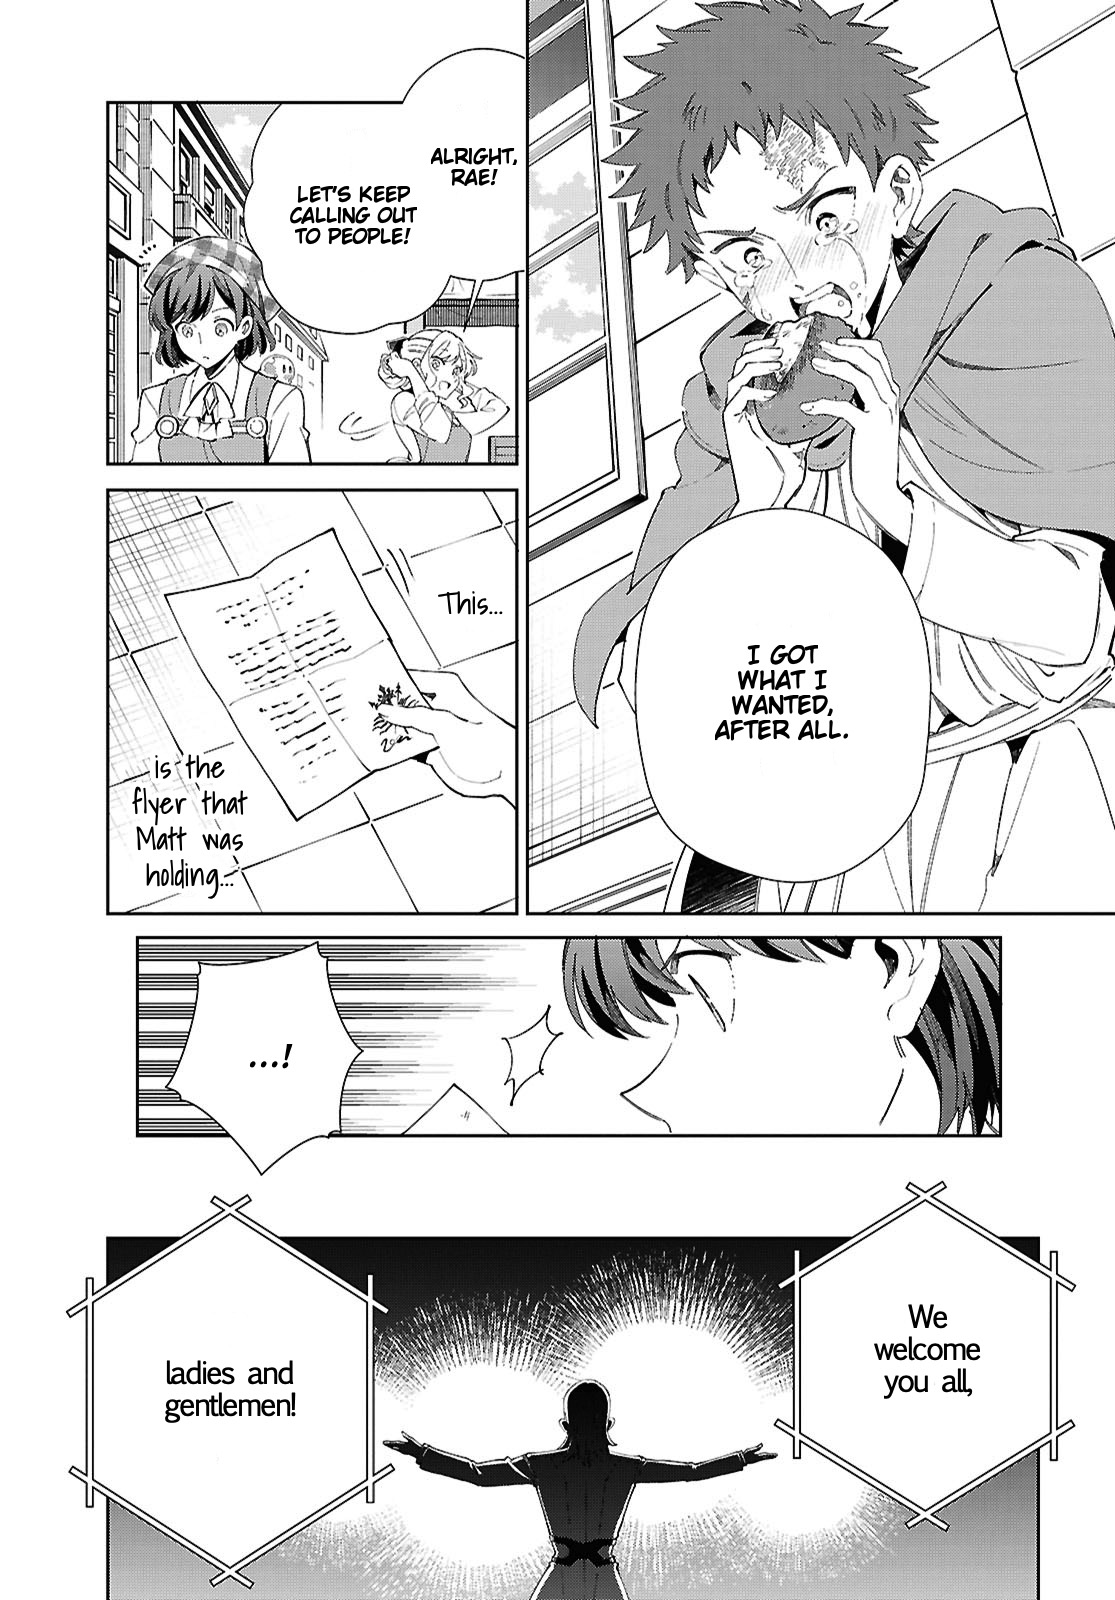 I GOT
WHAT I
WANTED,
AFTER ALL.
ALRIGHT,
RAE!
LET'S KEEP
CALLING OUT
TO PEOPLE!
This...
is the
flyer that
Matt was
holding...
...!
We
welcome
you all,
ladies and
gentlemen!